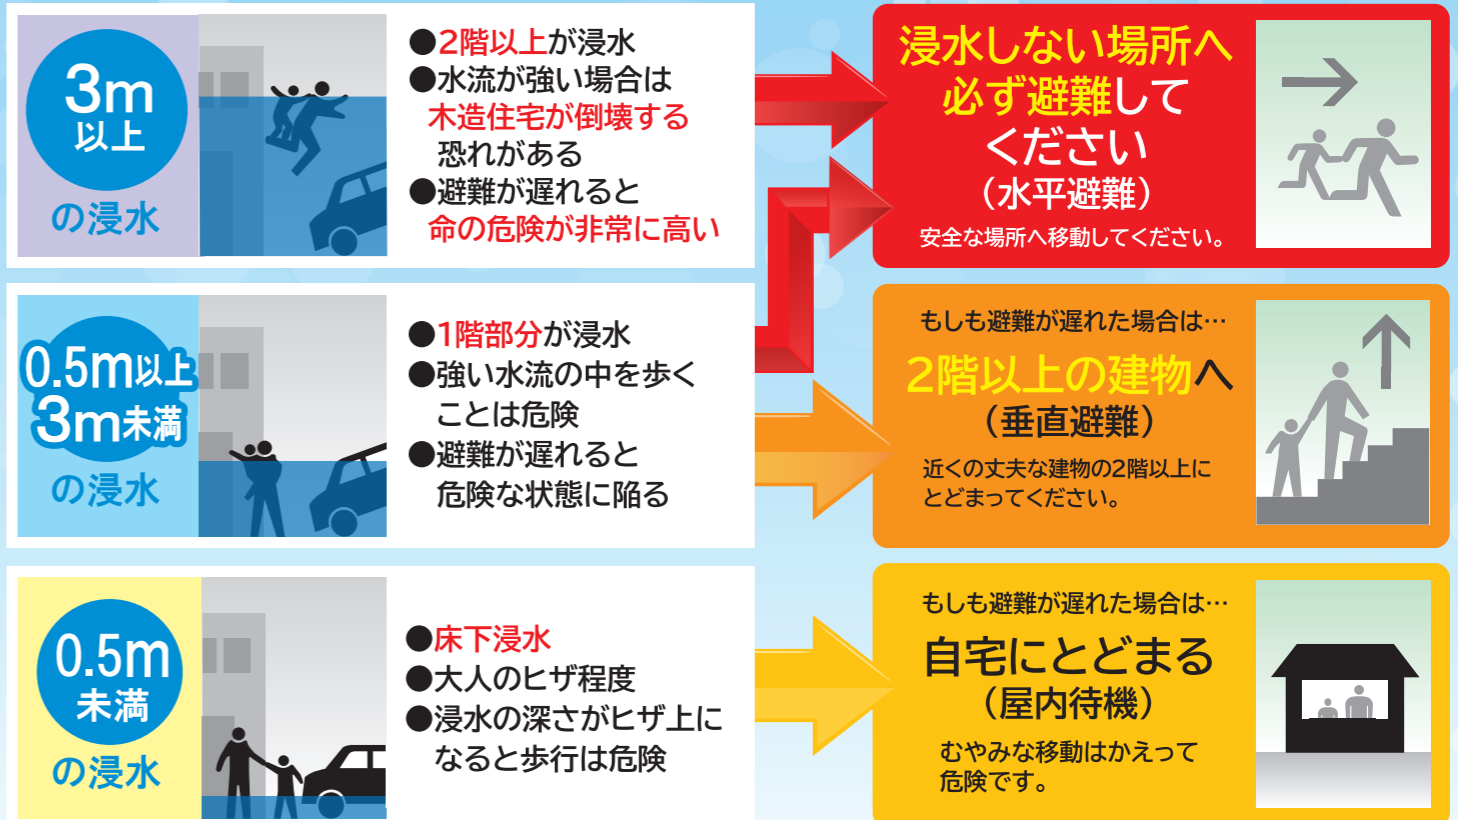 3m
以上
の浸水
●2階以上が浸水
●水流が強い場合は
木造住宅が倒壊する
恐れがある
●避難が遅れると
命の危険が非常に高い
浸水しない場所へ
必ず避難して
ください
（水平避難）
安全な場所へ移動してください。
0.5m以上
3m未満
の浸水
●1階部分が浸水
●強い水流の中を歩く
ことは危険
●避難が遅れると
危険な状態に陥る
もしも避難が遅れた場合は…
2階以上の建物へ
（垂直避難）
近くの丈夫な建物の2階以上に
とどまってください。
0.5m
未満
の浸水
●床下浸水
●大人のヒザ程度
●浸水の深さがヒザ上に
なると歩行は危険
もしも避難が遅れた場合は…
自宅にとどまる
（屋内待機）
むやみな移動はかえって
危険です。